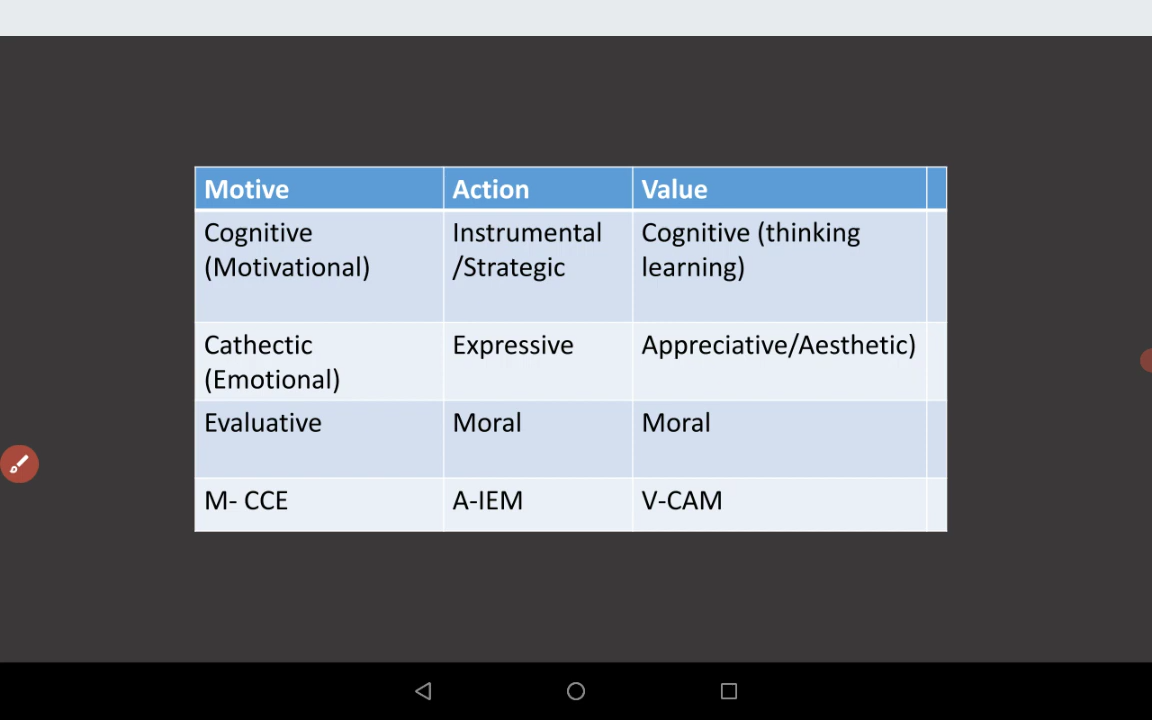 Motive Action Value
Cognitive Instrumental Cognitive (thinking
(Motivational) /Strategic learning)
Cathectic Expressive Appreciative/Aesthetic)
(Emotional)
Evaluative Moral Moral
M- CCE A-IEM V-CAM